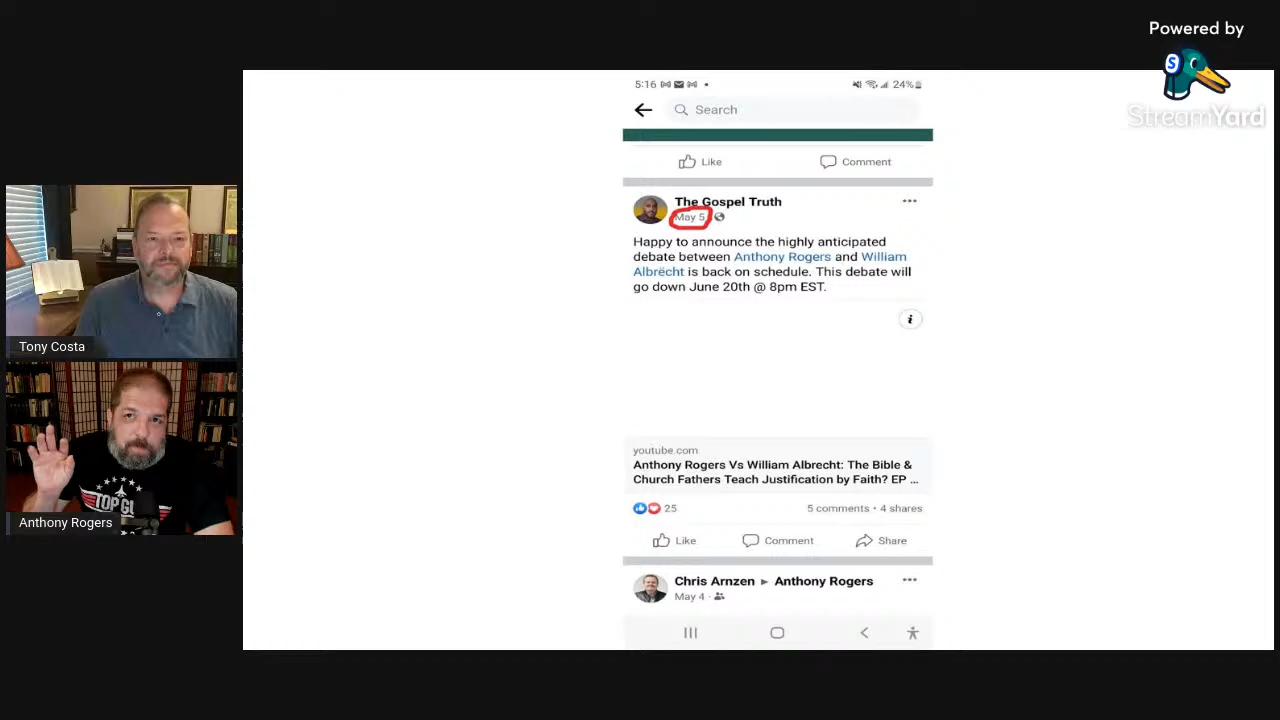 Powered by
StreamYard
5:16
24%
Search
Like
Comment
The Gospel Truth
May 5
Happy to announce the highly anticipated
debate between Anthony Rogers and William
Albrëcht is back on schedule. This debate will
go down June 20th @ 8pm EST.
youtube.com
Anthony Rogers Vs William Albrecht: The Bible &
Church Fathers Teach Justification by Faith? EP ...
25
5 comments • 4 shares
Like
Comment
Share
Chris Arnzen ▸ Anthony Rogers
May 4 ·
Tony Costa
TOP GU
Anthony Rogers